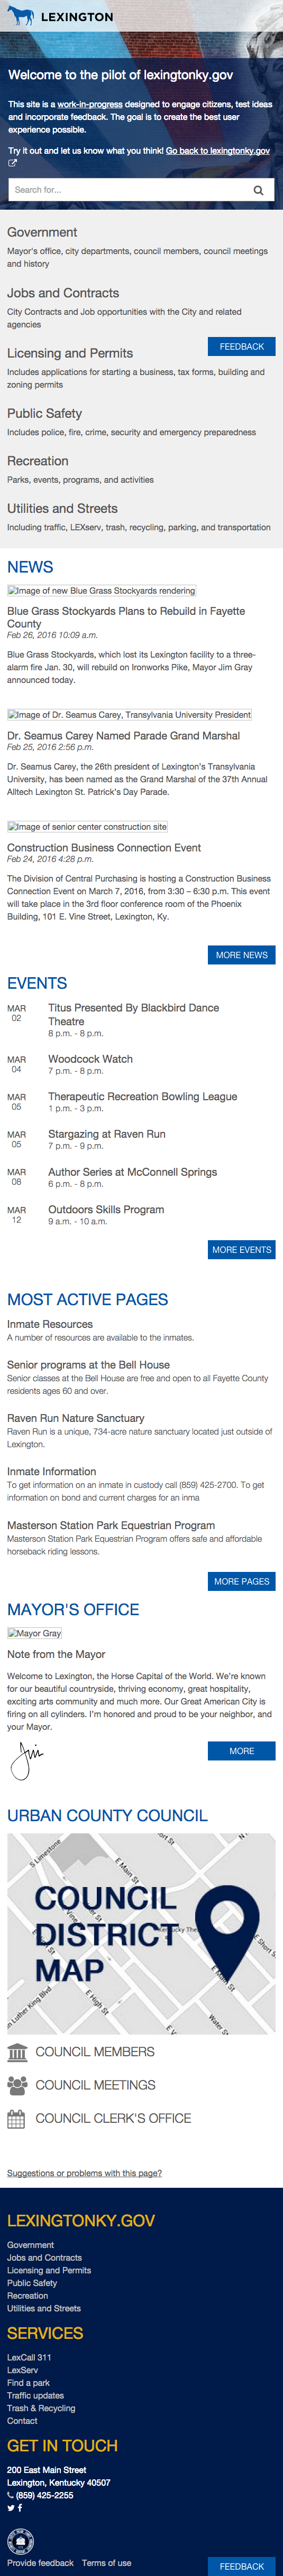 LEXINGTON
Welcome to the pilot of lexingtonky.gov
This site is a work-in-progress designed to engage citizens, test ideas
and incorporate feedback. The goal is to create the best user
experience possible.
Try it out and let us know what you think! Go back to lexingtonky.gov
Search for...
Government
Mayor's office, city departments, council members, council meetings
and history
Jobs and Contracts
City Contracts and Job opportunities with the City and related
agencies
FEEDBACK
Licensing and Permits
Includes applications for starting a business, tax forms, building and
zoning permits
Public Safety
Includes police, fire, crime, security and emergency preparedness
Recreation
Parks, events, programs, and activities
Utilities and Streets
Including traffic, LEXserv, trash, recycling, parking, and transportation
NEWS
Image of new Blue Grass Stockyards rendering
Blue Grass Stockyards Plans to Rebuild in Fayette
County
Feb 26, 2016 10:09 a.m.
Blue Grass Stockyards, which lost its Lexington facility to a three-
alarm fire Jan. 30, will rebuild on Ironworks Pike, Mayor Jim Gray
announced today.
Image of Dr. Seamus Carey, Transylvania University President
Dr. Seamus Carey Named Parade Grand Marshal
Feb 25, 2016 2:56 p.m.
Dr. Seamus Carey, the 26th president of Lexington's Transylvania
University, has been named as the Grand Marshal of the 37th Annual
Alltech Lexington St. Patrick's Day Parade.
Image of senior center construction site
Construction Business Connection Event
Feb 24, 2016 4:28 p.m.
The Division of Central Purchasing is hosting a Construction Business
Connection Event on March 7, 2016, from 3:30 – 6:30 p.m. This event
will take place in the 3rd floor conference room of the Phoenix
Building, 101 E. Vine Street, Lexington, Ky.
MORE NEWS
EVENTS
MAR
02
Titus Presented By Blackbird Dance
Theatre
8 p.m. - 8 p.m.
MAR
04
Woodcock Watch
7 p.m. - 8 p.m.
MAR
05
Therapeutic Recreation Bowling League
1 p.m. - 3 p.m.
MAR
05
Stargazing at Raven Run
7 p.m. - 9 p.m.
MAR
08
Author Series at McConnell Springs
6 p.m. - 8 p.m.
MAR
12
Outdoors Skills Program
9 a.m. - 10 a.m.
MORE EVENTS
MOST ACTIVE PAGES
Inmate Resources
A number of resources are available to the inmates.
Senior programs at the Bell House
Senior classes at the Bell House are free and open to all Fayette County
residents ages 60 and over.
Raven Run Nature Sanctuary
Raven Run is a unique, 734-acre nature sanctuary located just outside of
Lexington.
Inmate Information
To get information on an inmate in custody call (859) 425-2700. To get
information on bond and current charges for an inma
Masterson Station Park Equestrian Program
Masterson Station Park Equestrian Program offers safe and affordable
horseback riding lessons.
MORE PAGES
MAYOR'S OFFICE
Mayor Gray
Note from the Mayor
Welcome to Lexington, the Horse Capital of the World. We're known
for our beautiful countryside, thriving economy, great hospitality,
exciting arts community and much more. Our Great American City is
firing on all cylinders. I'm honored and proud to be your neighbor, and
your Mayor.
Jim
MORE
URBAN COUNTY COUNCIL
S Limestone
E Main St
E Short S
COUNCIL
DISTRICT
MAP
Kentucky The
E High St
Water St
n Luther King Blvd
COUNCIL MEMBERS
COUNCIL MEETINGS
COUNCIL CLERK'S OFFICE
Suggestions or problems with this page?
LEXINGTONKY.GOV
Government
Jobs and Contracts
Licensing and Permits
Public Safety
Recreation
Utilities and Streets
SERVICES
LexCall 311
LexServ
Find a park
Traffic updates
Trash & Recycling
Contact
GET IN TOUCH
200 East Main Street
Lexington, Kentucky 40507
(859) 425-2255
Provide feedback Terms of use
FEEDBACK